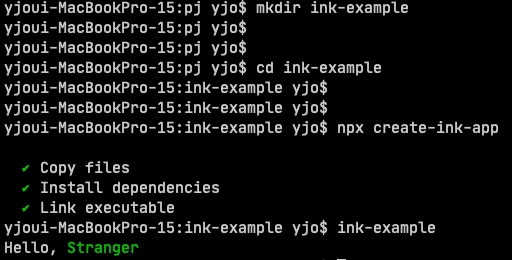 yjoui-MacBookPro-15:pj yjo$ mkdir ink-example
yjoui-MacBookPro-15:pj yjo$
yjoui-MacBookPro-15:pj yjo$
yjoui-MacBookPro-15:pj yjo$ cd ink-example
yjoui-MacBookPro-15:ink-example yjo$
yjoui-MacBookPro-15:ink-example yjo$
yjoui-MacBookPro-15:ink-example yjo$ npx create-ink-app
✔ Copy files
✔ Install dependencies
✔ Link executable
yjoui-MacBookPro-15:ink-example yjo$ ink-example
Hello, Stranger